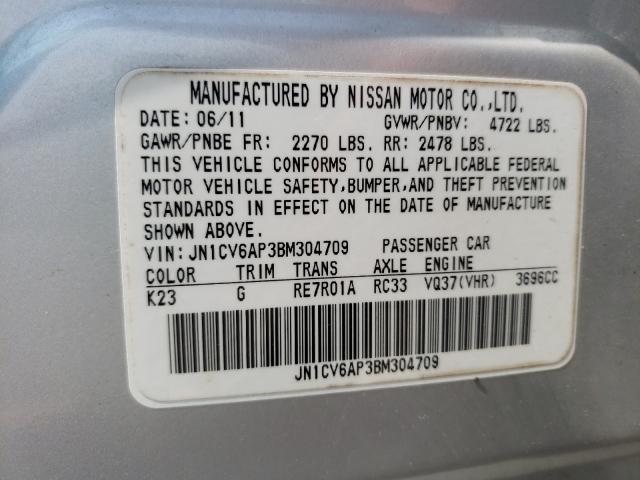 MANUFACTURED BY NISSAN MOTOR CO.,LTD.
DATE: 06/11 GVWR/PNBV: 4722 LBS.
GAWR/PNBE FR: 2270 LBS. RR: 2478 LBS.
THIS VEHICLE CONFORMS TO ALL APPLICABLE FEDERAL
MOTOR VEHICLE SAFETY,BUMPER,AND THEFT PREVENTION
STANDARDS IN EFFECT ON THE DATE OF MANUFACTURE
SHOWN ABOVE.
VIN: JN1CV6AP3BM304709 PASSENGER CAR
COLOR TRIM TRANS AXLE ENGINE
K23 G RE7R01A RC33 VQ37(VHR) 3696CC
JN1CV6AP3BM304709